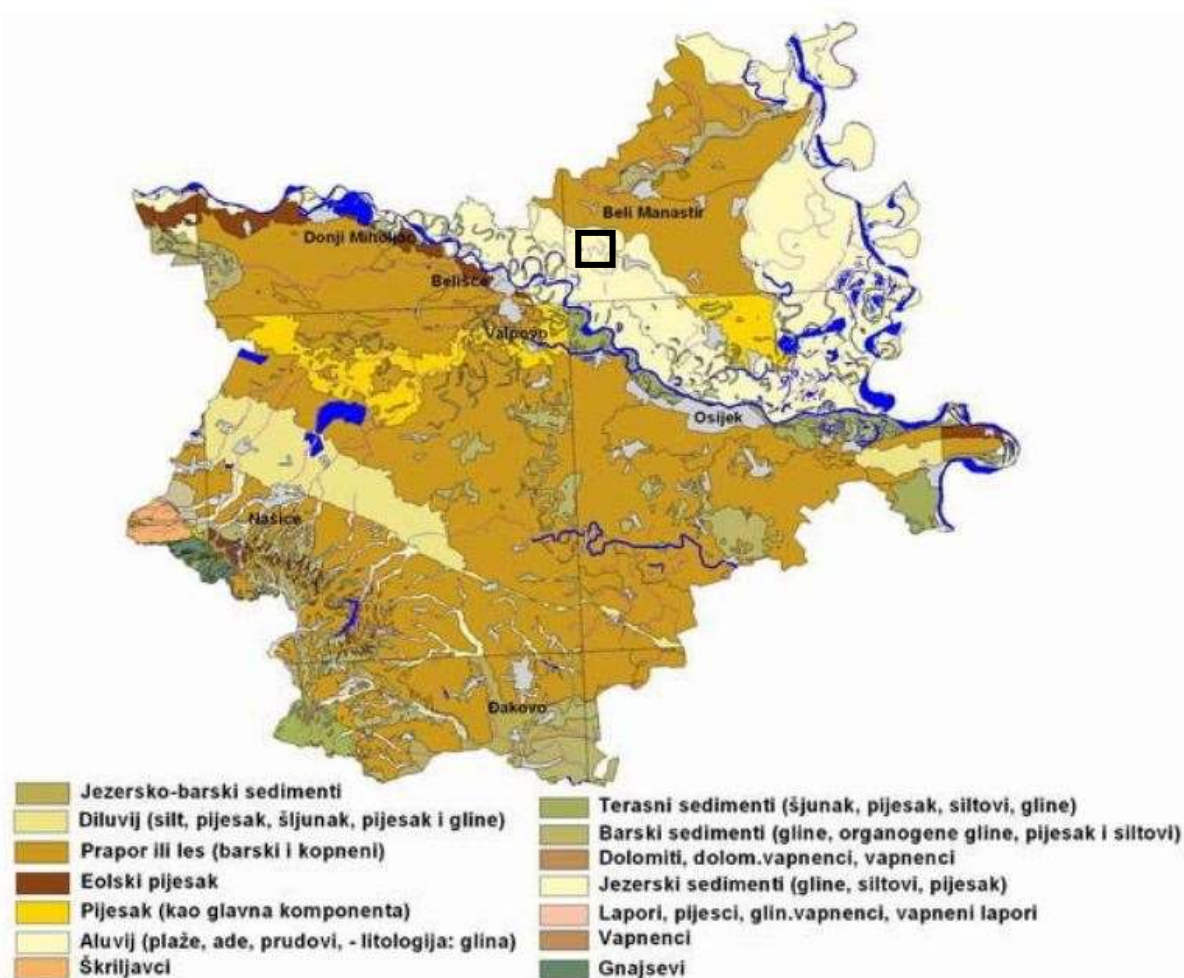 Beli Manastir
Donji Miholjac
Belišće
Valpovo
Osijek
Našice
Đakovo
Jezersko-barski sedimenti
Diluvij (silt, pijesak, šljunak, pijesak i gline)
Prapor ili les (barski i kopneni)
Eolski pijesak
Pijesak (kao glavna komponenta)
Aluvij (plaže, ade, prudovi, - litologija: glina)
Škriljavci
Terasni sedimenti (šjunak, pijesak, siltovi, gline)
Barski sedimenti (gline, organogene gline, pijesak i siltovi)
Dolomiti, dolom.vapnenci, vapnenci
Jezerski sedimenti (gline, siltovi, pijesak)
Lapori, pijesci, glin.vapnenci, vapneni lapori
Vapnenci
Gnajsevi